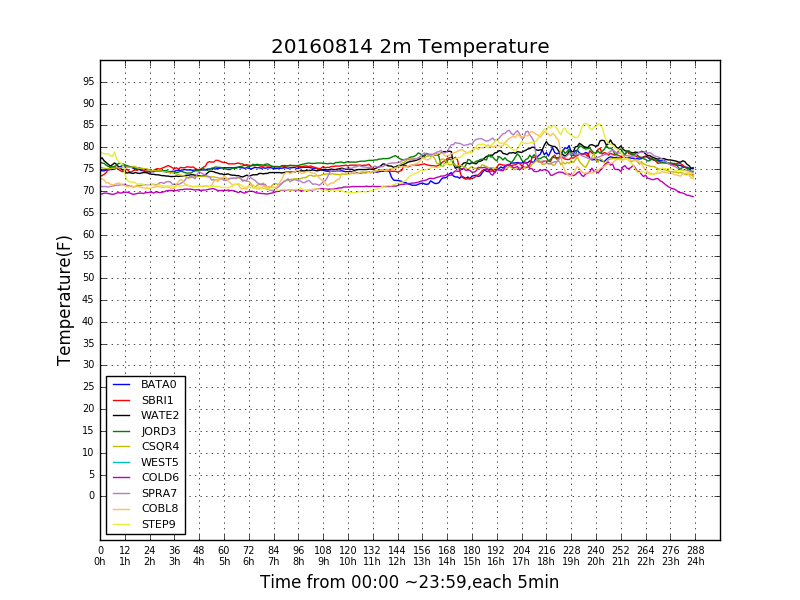 20160814 2m Temperature
Temperature(F)
95
90
85
80
75
70
65
60
55
50
45
40
35
30
25
20
15
10
5
0
BATA0
SBRI1
WATE2
JORD3
CSQR4
WEST5
COLD6
SPRA7
COBL8
STEP9
0 12 24 36 48 60 72 84 96 108 120 132 144 156 168 180 192 204 216 228 240 252 264 276 288
0h 1h 2h 3h 4h 5h 6h 7h 8h 9h 10h 11h 12h 13h 14h 15h 16h 17h 18h 19h 20h 21h 22h 23h 24h
Time from 00:00 ~23:59,each 5min